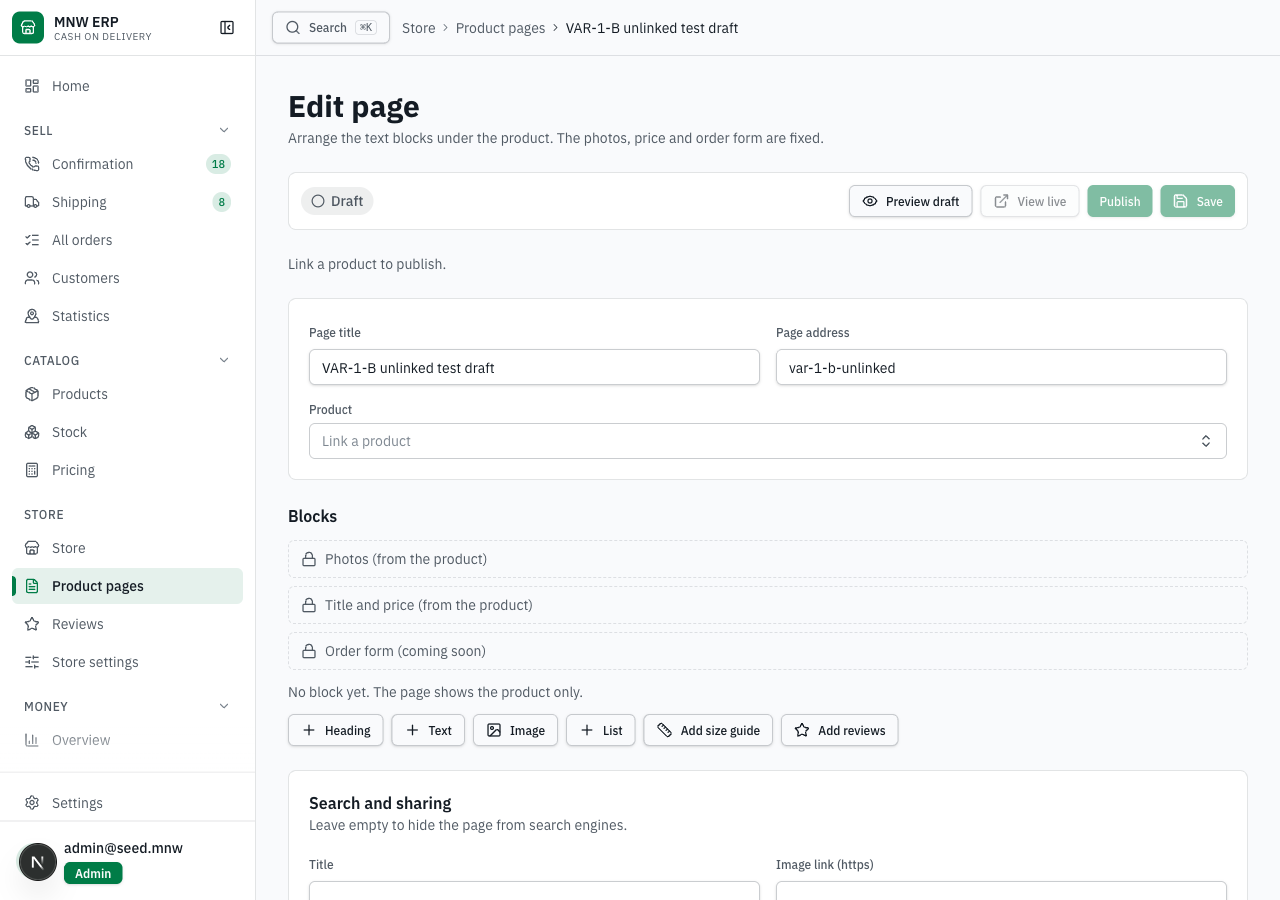 MNW ERP
CASH ON DELIVERY
Search ⌘K
Store > Product pages > VAR-1-B unlinked test draft
Home
SELL
Confirmation 18
Shipping 8
All orders
Customers
Statistics
CATALOG
Products
Stock
Pricing
STORE
Store
Product pages
Reviews
Store settings
MONEY
Overview
Settings
N
admin@seed.mnw
Admin
Edit page
Arrange the text blocks under the product. The photos, price and order form are fixed.
Draft
Preview draft
View live
Publish
Save
Link a product to publish.
Page title
VAR-1-B unlinked test draft
Page address
var-1-b-unlinked
Product
Link a product
Blocks
Photos (from the product)
Title and price (from the product)
Order form (coming soon)
No block yet. The page shows the product only.
Heading
Text
Image
List
Add size guide
Add reviews
Search and sharing
Leave empty to hide the page from search engines.
Title
Image link (https)